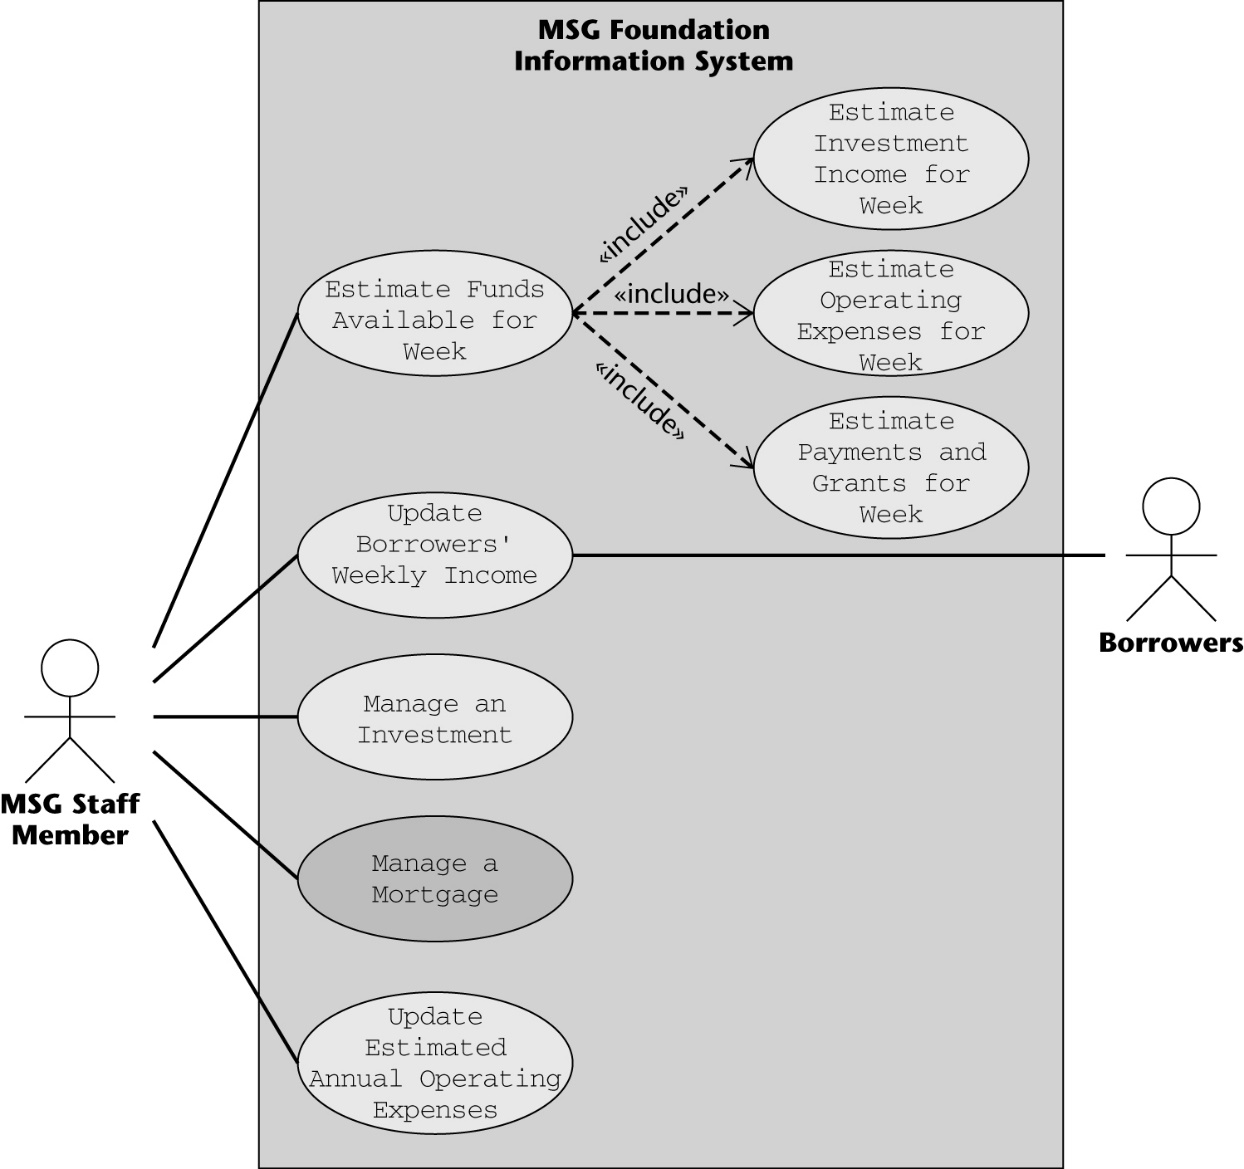 MSG Foundation
Information System
Estimate
Investment
Income for
Week
«include»
Estimate Funds
Available for
Week
«include»
Estimate
Operating
Expenses for
Week
«include»
Estimate
Payments and
Grants for
Week
Update
Borrowers'
Weekly Income
Borrowers
Manage an
Investment
MSG Staff
Member
Manage a
Mortgage
Update
Estimated
Annual Operating
Expenses